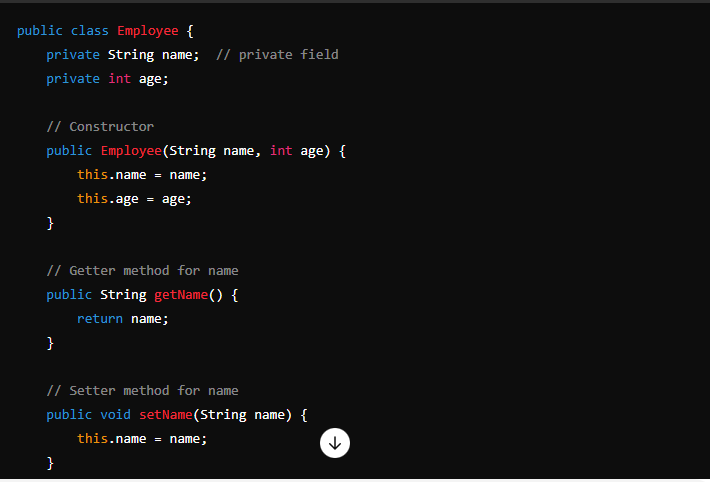 public class Employee {
    private String name;  // private field
    private int age;

    // Constructor
    public Employee(String name, int age) {
        this.name = name;
        this.age = age;
    }

    // Getter method for name
    public String getName() {
        return name;
    }

    // Setter method for name
    public void setName(String name) {
        this.name = name;
    }